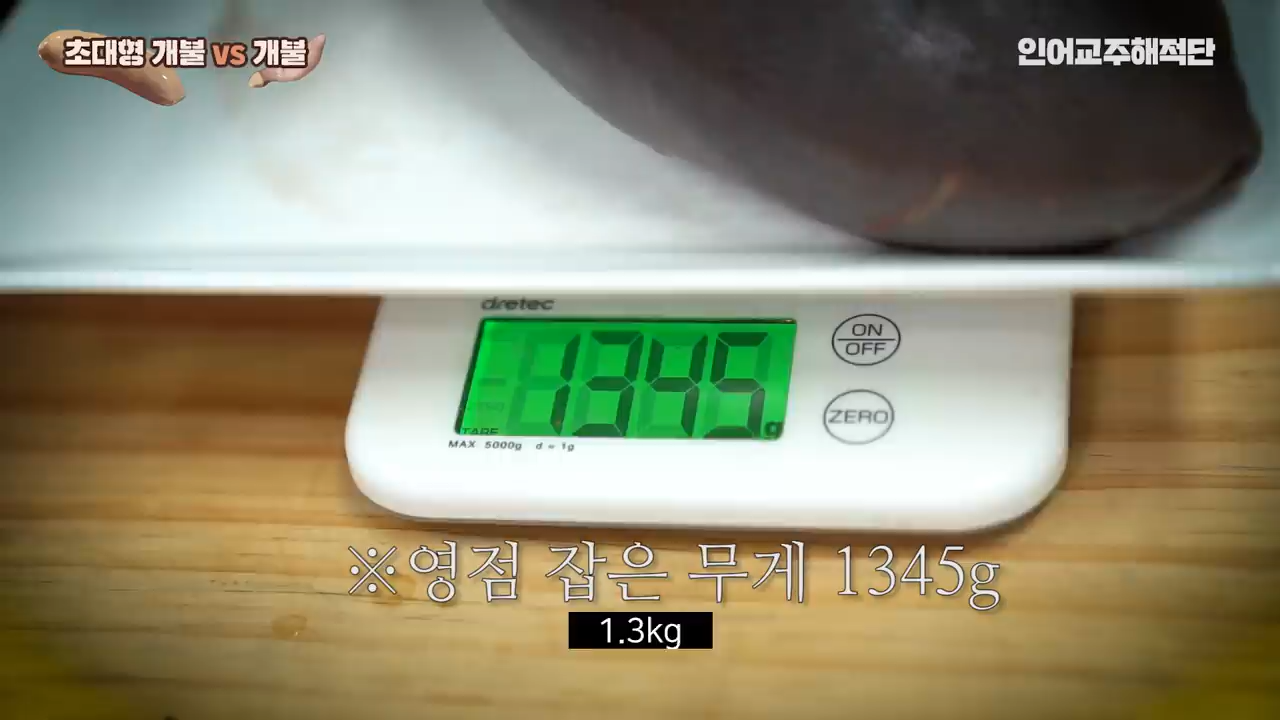 초대형 개불 vs 개불
인어교주해적단
dretec
1345g
TARE
MAX 5000g d = 1g
ON
OFF
ZERO
※영점 잡은 무게 1345g
1.3kg